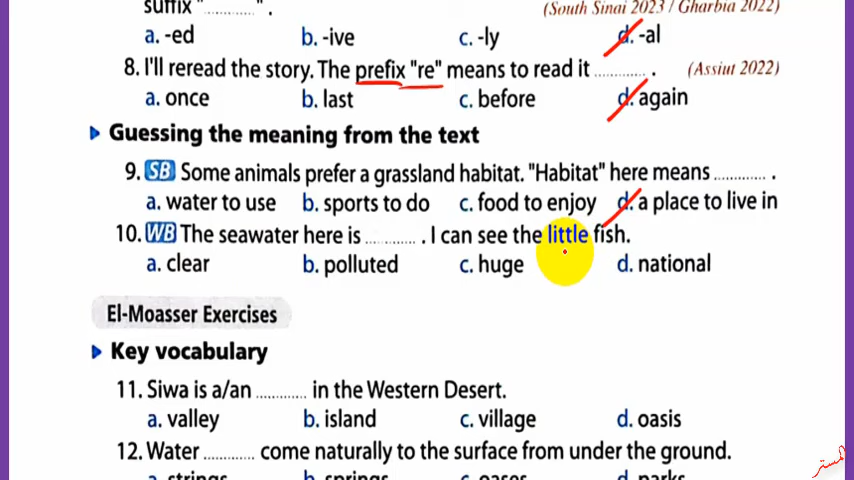 suffix "............".
(South Sinai 2023 / Gharbia 2022)
a. -ed b. -ive c. -ly d. -al
8. I'll reread the story. The prefix "re" means to read it ............ . (Assiut 2022)
a. once b. last c. before d. again
Guessing the meaning from the text
9. SB Some animals prefer a grassland habitat. "Habitat" here means ............ .
a. water to use b. sports to do c. food to enjoy d. a place to live in
10. WB The seawater here is ............ . I can see the little fish.
a. clear b. polluted c. huge d. national
El-Moasser Exercises
Key vocabulary
11. Siwa is a/an ............ in the Western Desert.
a. valley b. island c. village d. oasis
12. Water ............ come naturally to the surface from under the ground.
a. strings b. springs c. oases d. parks